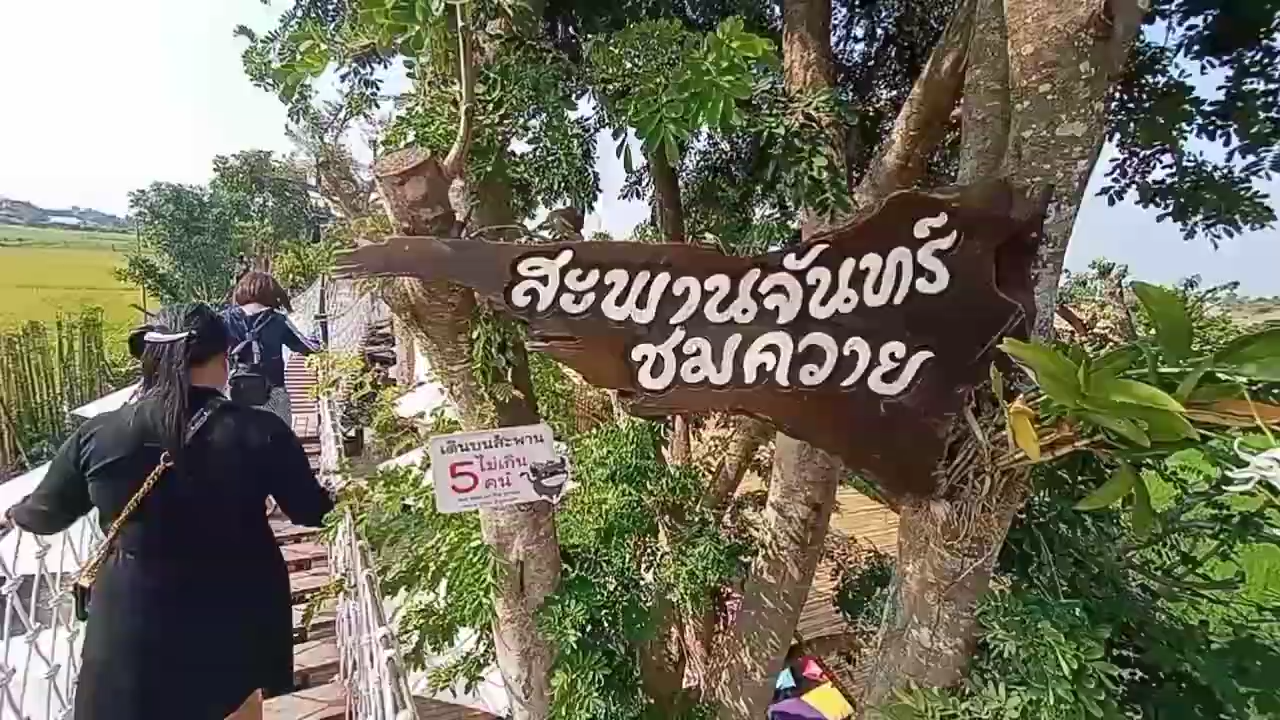 สะพานจันทร์
ชมควาย
เดินบนสะพาน
5 ไม่เกิน
คน